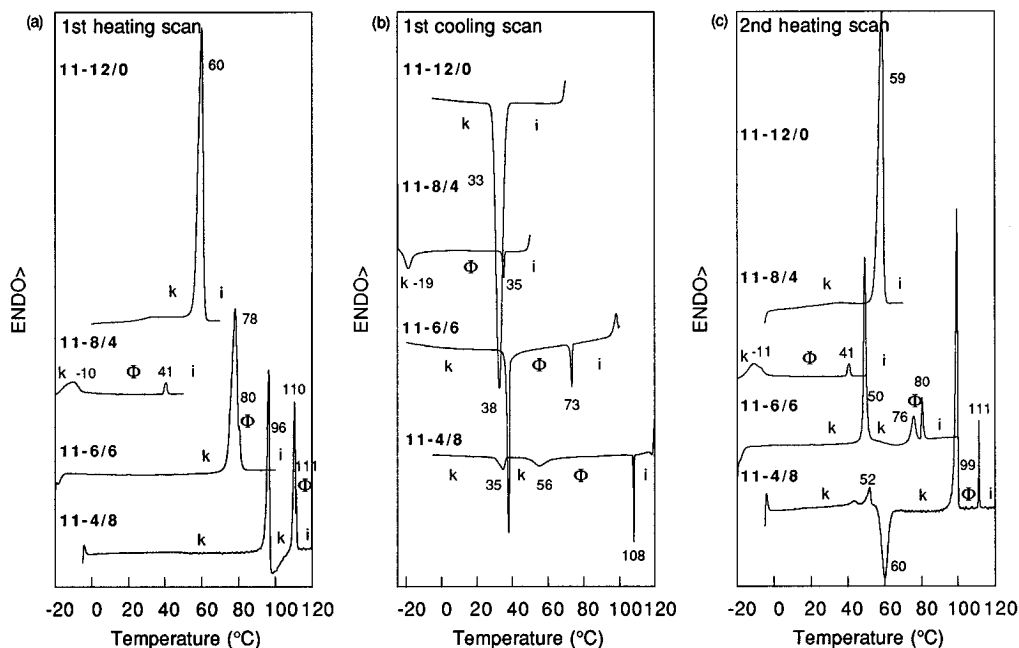 (a) 1st heating scan
11-12/0
60
k i
11-8/4
78
k -10 Φ 41 i
80
Φ
110
96
11-6/6
k i
111
Φ
11-4/8
k k i
ENDO>
-20 0 20 40 60 80 100 120
Temperature (°C)
(b) 1st cooling scan
11-12/0
k i
11-8/4
33
k -19 Φ 35 i
11-6/6
k Φ i
38 73
11-4/8
k 35 k 56 Φ i
108
ENDO>
-20 0 20 40 60 80 100 120
Temperature (°C)
(c) 2nd heating scan
59
11-12/0
11-8/4
k i
k -11 Φ 41 i
80
50 Φ 111
11-6/6
76
k k i
11-4/8
52
k k 99 Φ i
60
ENDO>
-20 0 20 40 60 80 100 120
Temperature (°C)